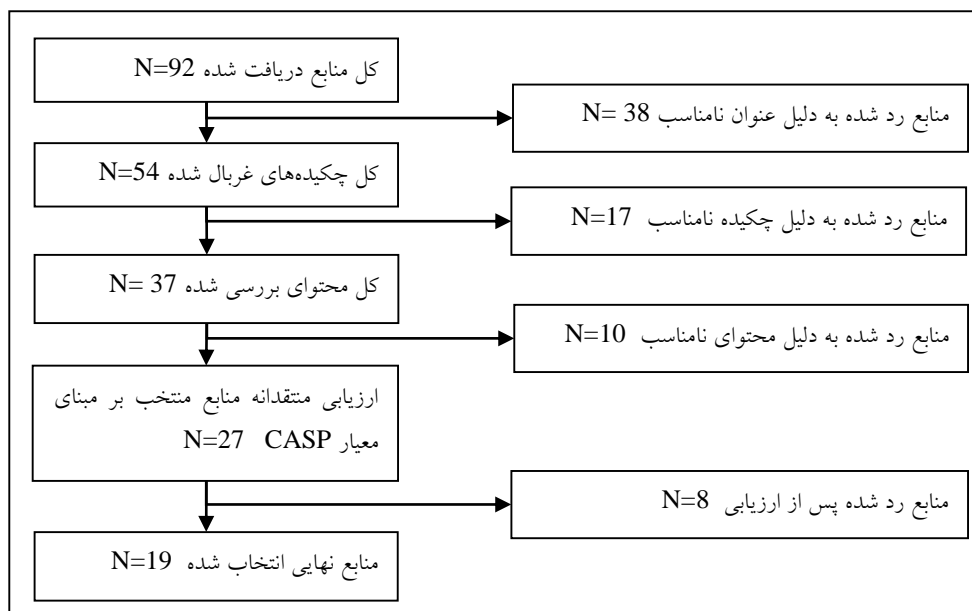 کل منابع دریافت شده N=92
منابع رد شده به دلیل عنوان نامناسب N= 38
کل چکیده‌های غربال شده N=54
منابع رد شده به دلیل چکیده نامناسب N=17
کل محتوای بررسی شده N= 37
منابع رد شده به دلیل محتوای نامناسب N=10
ارزیابی منتقدانه منابع منتخب بر مبنای
معیار CASP N=27
منابع رد شده پس از ارزیابی N=8
منابع نهایی انتخاب شده N=19